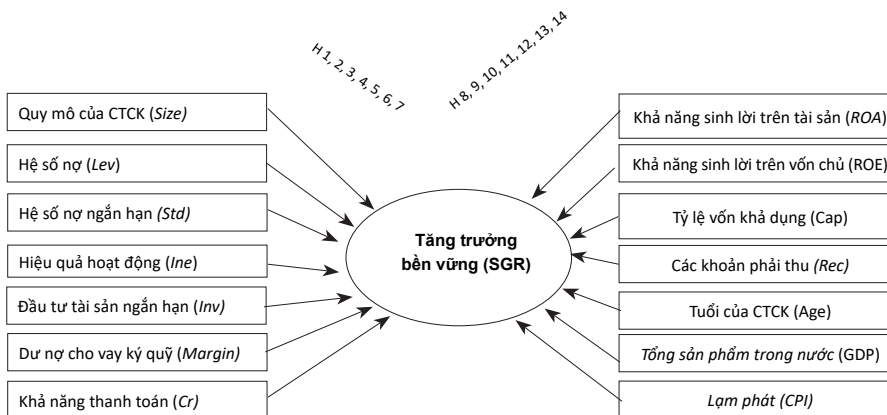 H 1, 2, 3, 4, 5, 6, 7
H 8, 9, 10, 11, 12, 13, 14
Quy mô của CTCK (Size)
Hệ số nợ (Lev)
Hệ số nợ ngắn hạn (Std)
Hiệu quả hoạt động (Ine)
Đầu tư tài sản ngắn hạn (Inv)
Dư nợ cho vay ký quỹ (Margin)
Khả năng thanh toán (Cr)
Tăng trưởng
bền vững (SGR)
Khả năng sinh lời trên tài sản (ROA)
Khả năng sinh lời trên vốn chủ (ROE)
Tỷ lệ vốn khả dụng (Cap)
Các khoản phải thu (Rec)
Tuổi của CTCK (Age)
Tổng sản phẩm trong nước (GDP)
Lạm phát (CPI)